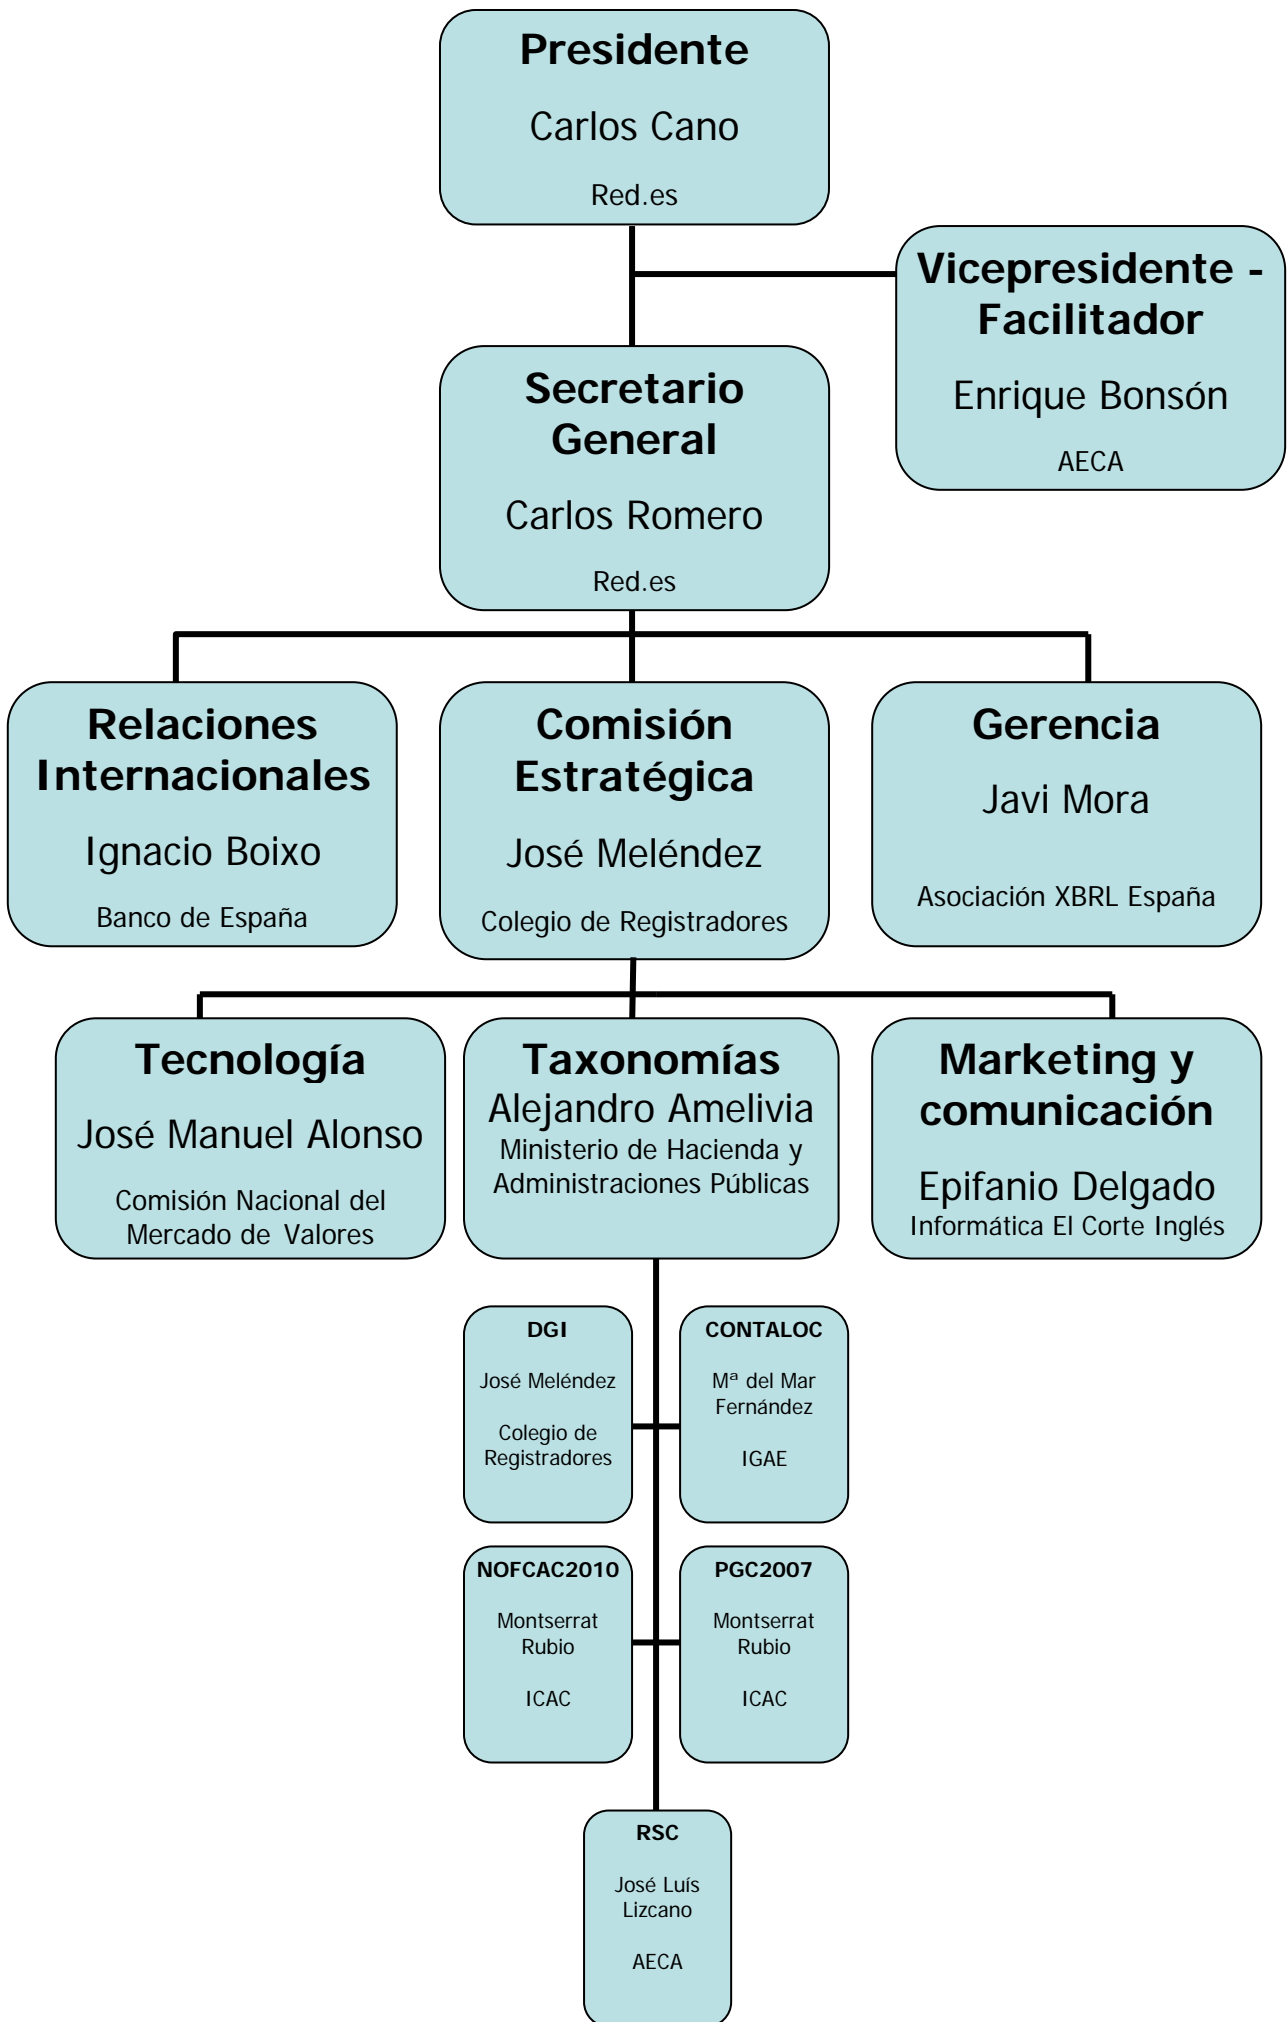 Presidente
Carlos Cano
Red.es
Vicepresidente -
Facilitador
Enrique Bonsón
AECA
Secretario
General
Carlos Romero
Red.es
Relaciones
Internacionales
Ignacio Boixo
Banco de España
Comisión
Estratégica
José Meléndez
Colegio de Registradores
Gerencia
Javi Mora
Asociación XBRL España
Tecnología
José Manuel Alonso
Comisión Nacional del
Mercado de Valores
Taxonomías
Alejandro Amelivia
Ministerio de Hacienda y
Administraciones Públicas
Marketing y
comunicación
Epifanio Delgado
Informática El Corte Inglés
DGI
José Meléndez
Colegio de
Registradores
CONTALOC
Mª del Mar
Fernández
IGAE
NOFCAC2010
Montserrat
Rubio
ICAC
PGC2007
Montserrat
Rubio
ICAC
RSC
José Luís
Lizcano
AECA